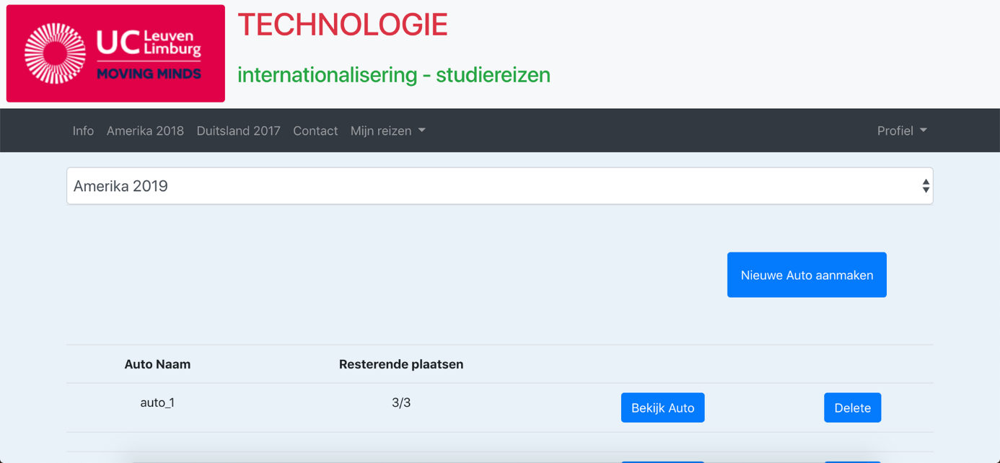 UC Leuven Limburg
MOVING MINDS
TECHNOLOGIE
internationalisering - studiereizen
Info Amerika 2018 Duitsland 2017 Contact Mijn reizen Profiel
Amerika 2019
Nieuwe Auto aanmaken
Auto Naam Resterende plaatsen
auto_1 3/3 Bekijk Auto Delete